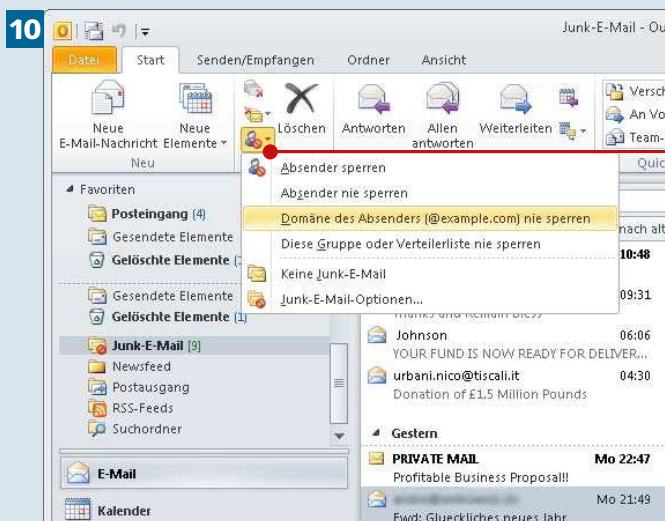 10
Junk-E-Mail - Ou
Datei Start Senden/Empfangen Ordner Ansicht
Neue E-Mail-Nachricht
Neue Elemente
Löschen
Antworten
Allen antworten
Weiterleiten
Versch
An Vo
Team-
Neu
Quic
Absender sperren
Absender nie sperren
Domäne des Absenders (@example.com) nie sperren
Diese Gruppe oder Verteilerliste nie sperren
Keine Junk-E-Mail
Junk-E-Mail-Optionen...
Favoriten
Posteingang (4)
Gesendete Elemente
Gelöschte Elemente
Gesendete Elemente
Gelöschte Elemente (1)
Junk-E-Mail [9]
Newsfeed
Postausgang
RSS-Feeds
Suchordner
E-Mail
Kalender
nach alt
10:48
09:31
Thanks and Remain Bless
Johnson 06:06
YOUR FUND IS NOW READY FOR DELIVER...
urbani.nico@tiscali.it 04:30
Donation of £1.5 Million Pounds
Gestern
PRIVATE MAIL Mo 22:47
Profitable Business Proposal!!!
Mo 21:49
Fwd: Glueckliches neues Jahr